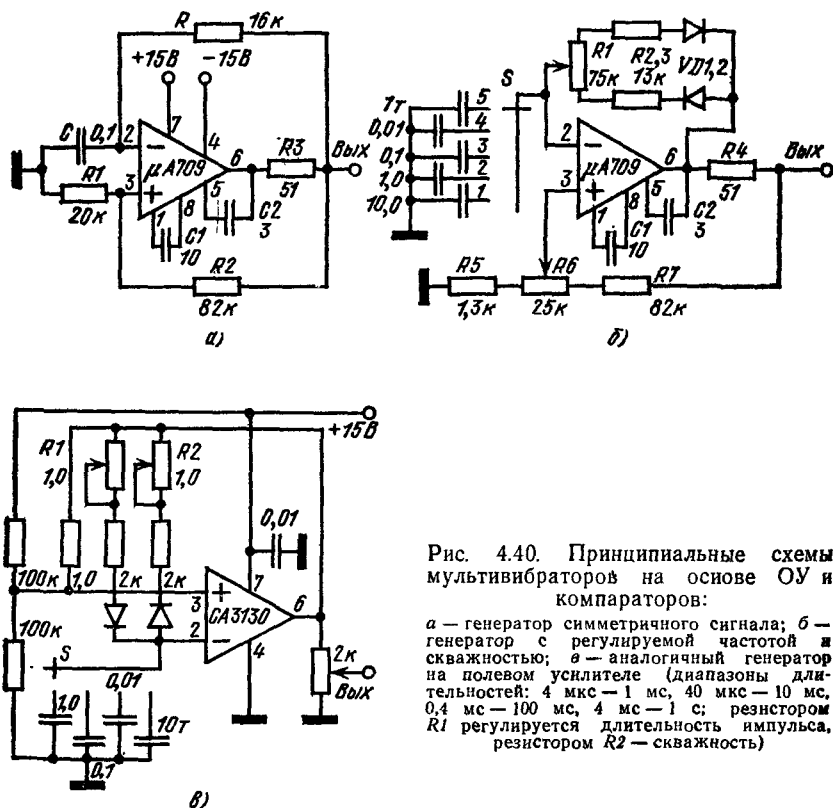 R 16к
+15В -15В
C 0,1 2 7 4
μA709 6 R3 Вых
R1 3 5 51
20к 1 8 C2
C1 3
10
R2
82к
а)
R1 R2,3 VD1,2
75к 13к
S
1т 5
0,01 4
0,1 3
1,0 2
10,0 1
2 μA709 6 R4 Вых
3 5 51
1 8 C2
C1 3
10
R5 R6 R7
1,3к 25к 82к
б)
+15В
R1 R2
1,0 1,0
0,01
100к 1,0 2к 2к 7
3 CA3130 6
100к 2 4 2к
S Вых
0,01
1,0 10т
0,1
в)
Рис. 4.40. Принципиальные схемы
мультивибраторов на основе ОУ и
компараторов:
а — генератор симметричного сигнала; б —
генератор с регулируемой частотой и
скважностью; в — аналогичный генератор
на полевом усилителе (диапазоны дли-
тельностей: 4 мкс — 1 мс, 40 мкс — 10 мс,
0,4 мс — 100 мс, 4 мс — 1 с; резистором
R1 регулируется длительность импульса,
резистором R2 — скважность)